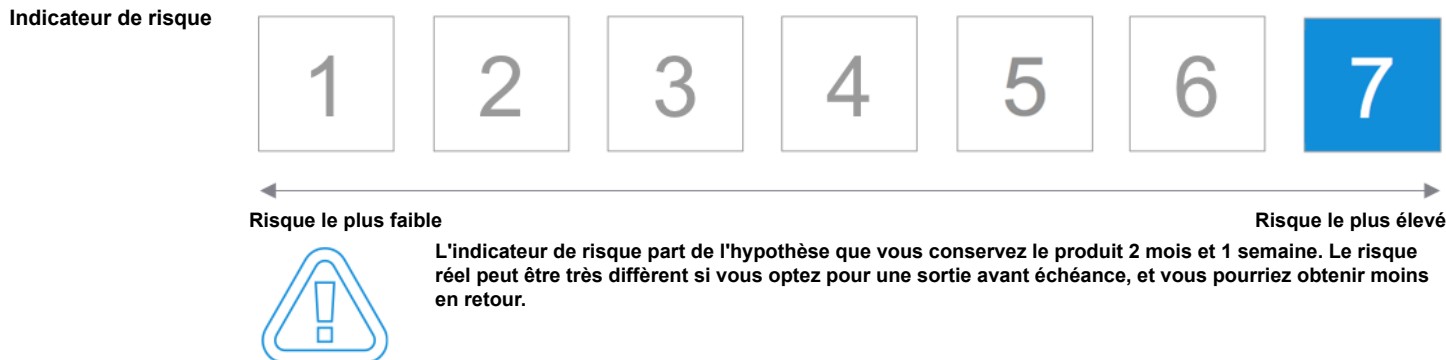 Indicateur de risque
1 2 3 4 5 6 7
Risque le plus faible Risque le plus élevé
L'indicateur de risque part de l'hypothèse que vous conservez le produit 2 mois et 1 semaine. Le risque
réel peut être très diffèrent si vous optez pour une sortie avant échéance, et vous pourriez obtenir moins
en retour.